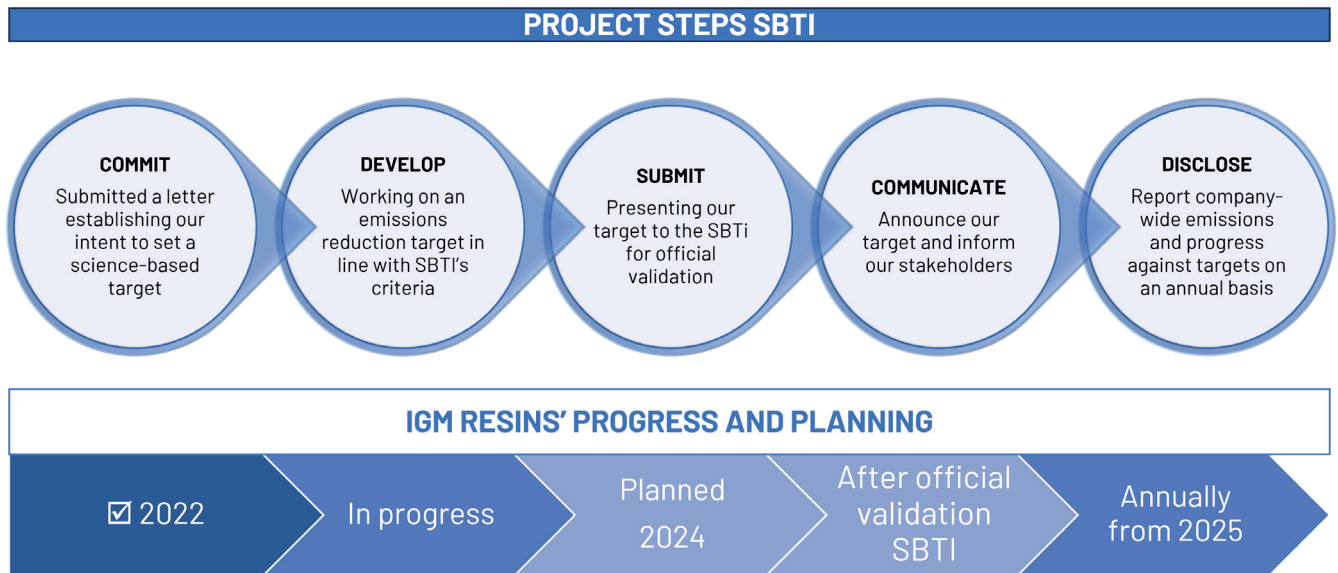 PROJECT STEPS SBTI
COMMIT
Submitted a letter
establishing our
intent to set a
science-based
target
DEVELOP
Working on an
emissions
reduction target in
line with SBTI's
criteria
SUBMIT
Presenting our
target to the SBTi
for official
validation
COMMUNICATE
Announce our
target and inform
our stakeholders
DISCLOSE
Report company-
wide emissions
and progress
against targets on
an annual basis
IGM RESINS' PROGRESS AND PLANNING
☑ 2022
In progress
Planned
2024
After official
validation
SBTI
Annually
from 2025